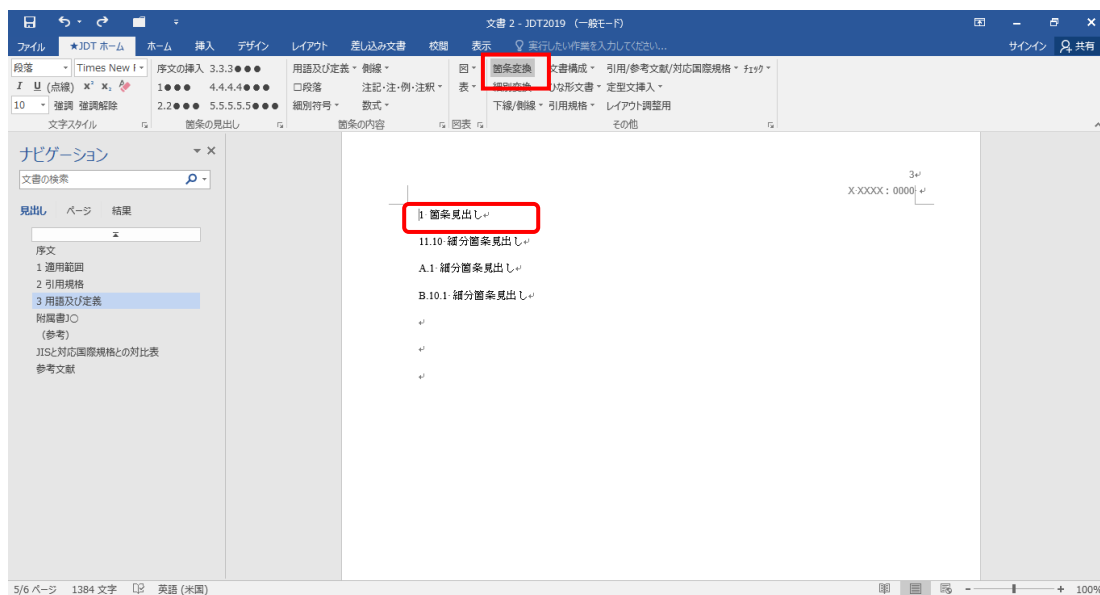 文書 2 - JDT2019 （一般モード）
ファイル ★JDT ホーム ホーム 挿入 デザイン レイアウト 差し込み文書 校閲 表示 実行したい作業を入力してください... サインイン 共有
段落 Times New 序文の挿入 3.3.3●●● 用語及び定義 側線 図 箇条変換 文書構成 引用/参考文献/対応国際規格 ﾁｪｯｸ
I U (点線) x² x₂ 1●●● 4.4.4.4●●● 口段落 注記·注·例·注釈 表 細別変換 ひな形文書 定型文挿入
10 強調 強調解除 2.2●●● 5.5.5.5.5●●● 細別符号 数式 下線/側線 引用規格 レイアウト調整用
文字スタイル 箇条の見出し 箇条の内容 図表 その他
ナビゲーション
文書の検索
見出し ページ 結果
序文
1 適用範囲
2 引用規格
3 用語及び定義
附属書J〇
（参考）
JISと対応国際規格との対比表
参考文献
3↵
X·XXXX：0000 ↵
1· 箇条見出し↵
11.10·細分箇条見出し↵
A.1· 細分箇条見出し↵
B.10.1· 細分箇条見出し↵
↵
↵
↵
5/6 ページ 1384 文字 英語 (米国) 100%